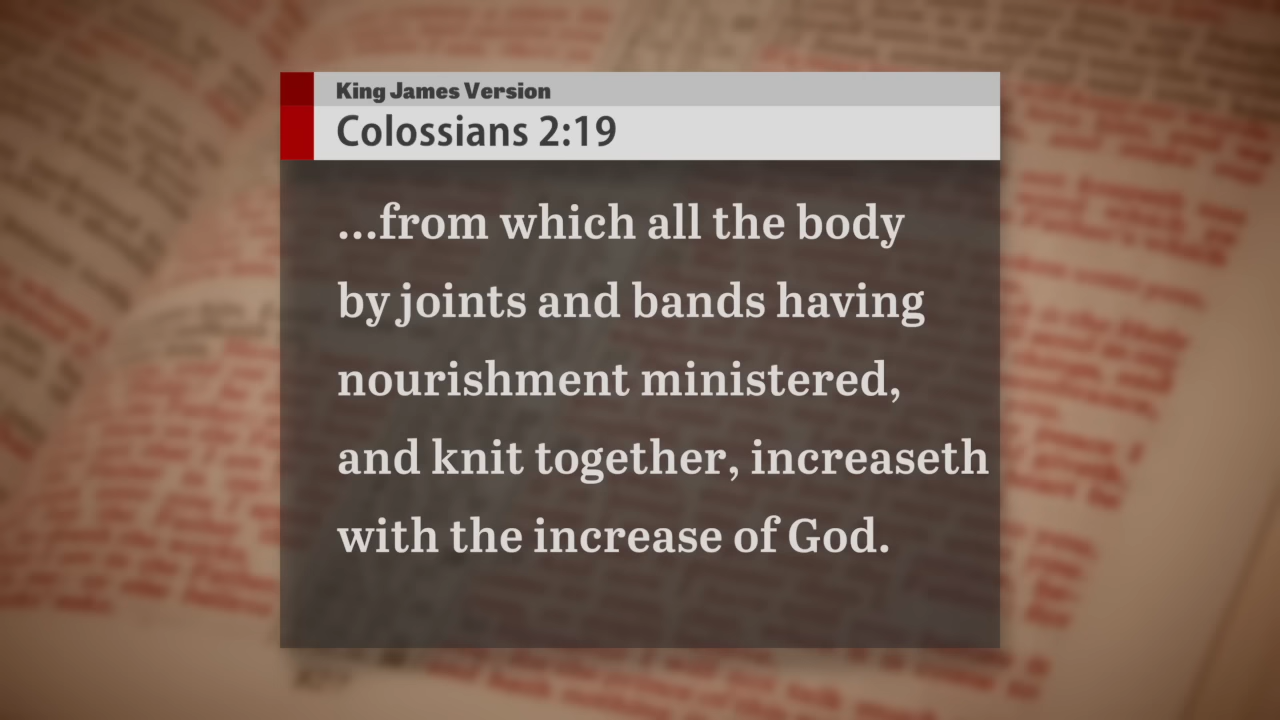 King James Version
Colossians 2:19
...from which all the body
by joints and bands having
nourishment ministered,
and knit together, increaseth
with the increase of God.